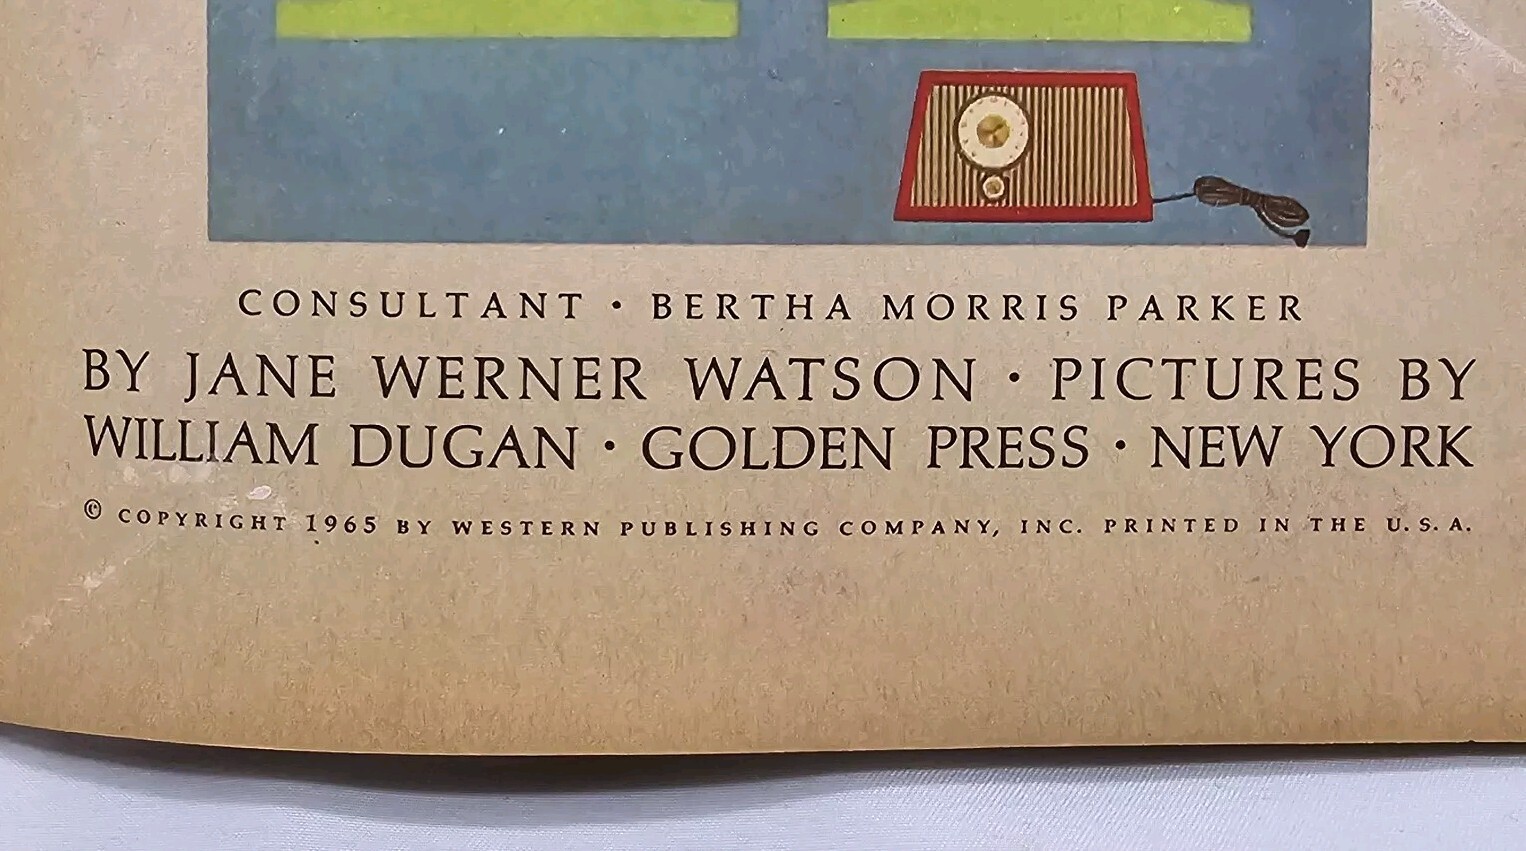 CONSULTANT · BERTHA MORRIS PARKER
BY JANE WERNER WATSON · PICTURES BY
WILLIAM DUGAN · GOLDEN PRESS · NEW YORK
© COPYRIGHT 1965 BY WESTERN PUBLISHING COMPANY, INC. PRINTED IN THE U.S.A.